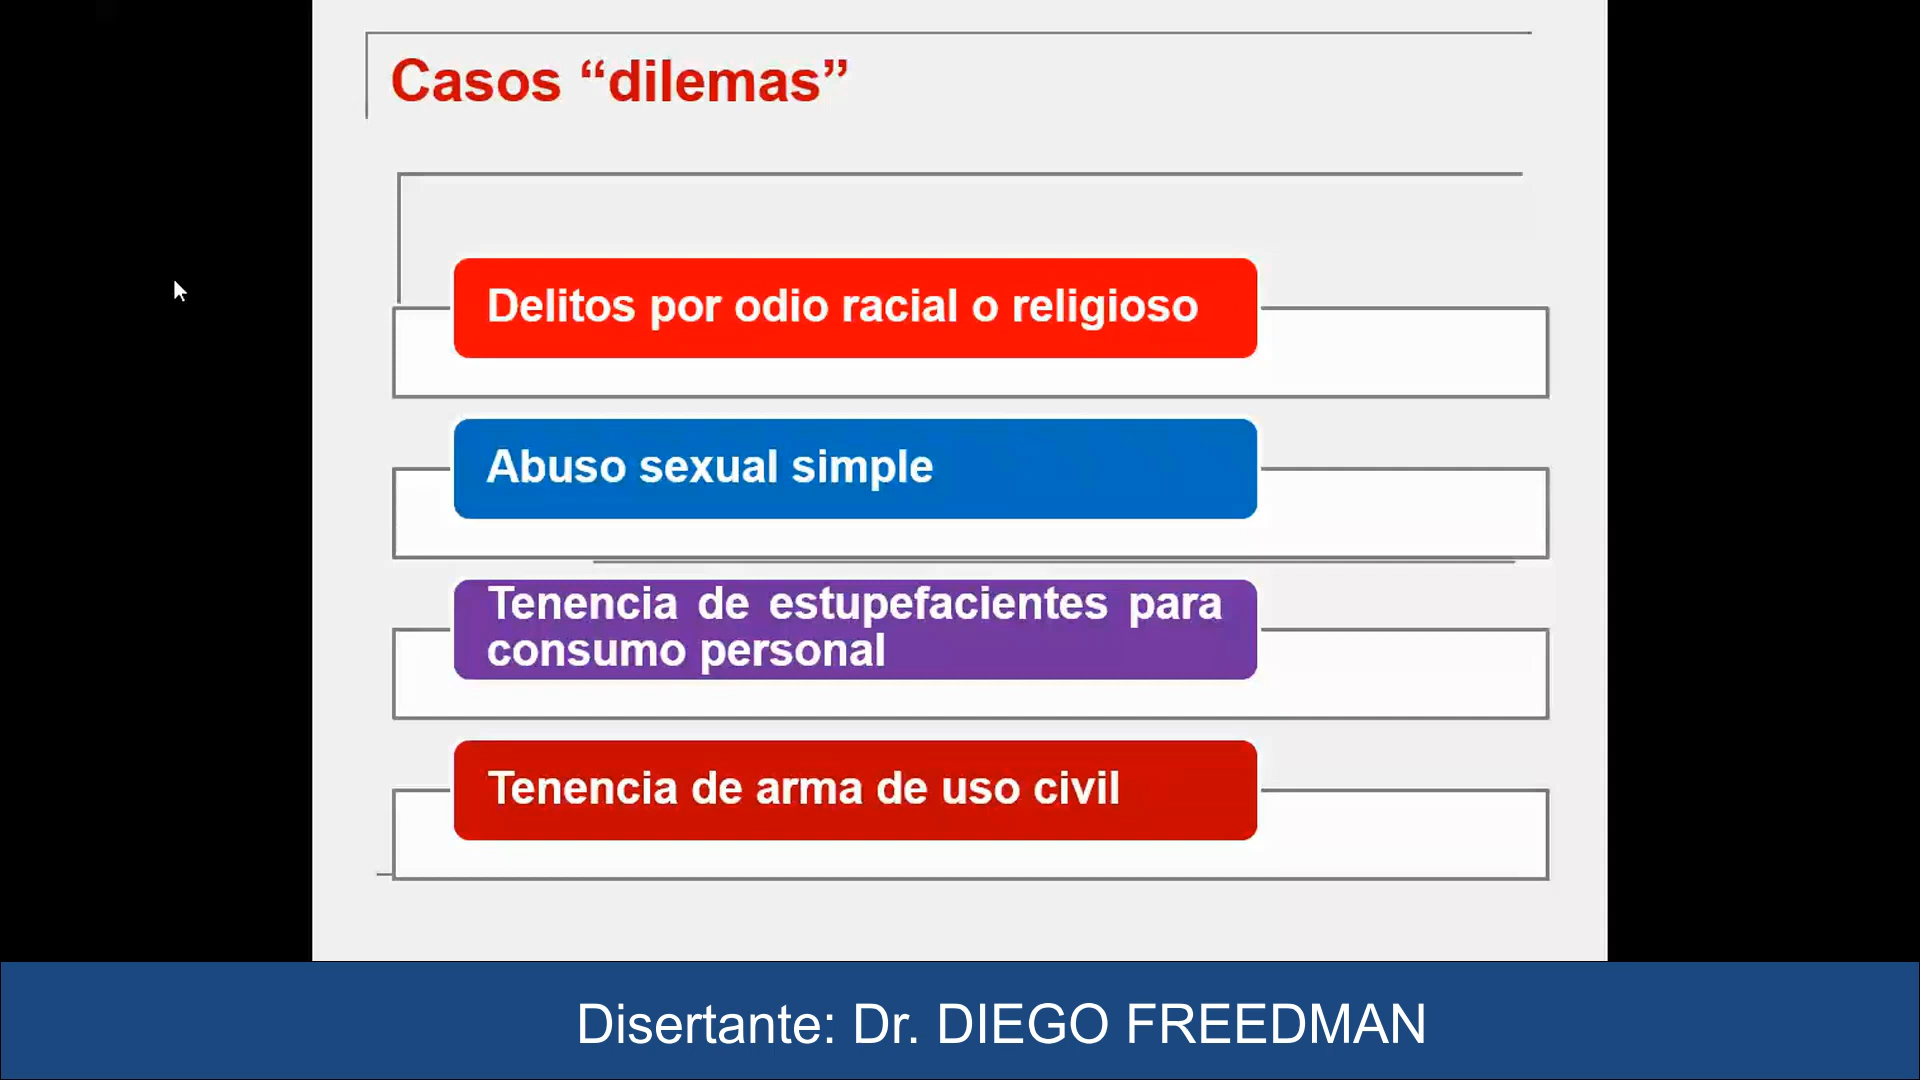 Casos “dilemas”
Delitos por odio racial o religioso
Abuso sexual simple
Tenencia de estupefacientes para
consumo personal
Tenencia de arma de uso civil
Disertante: Dr. DIEGO FREEDMAN